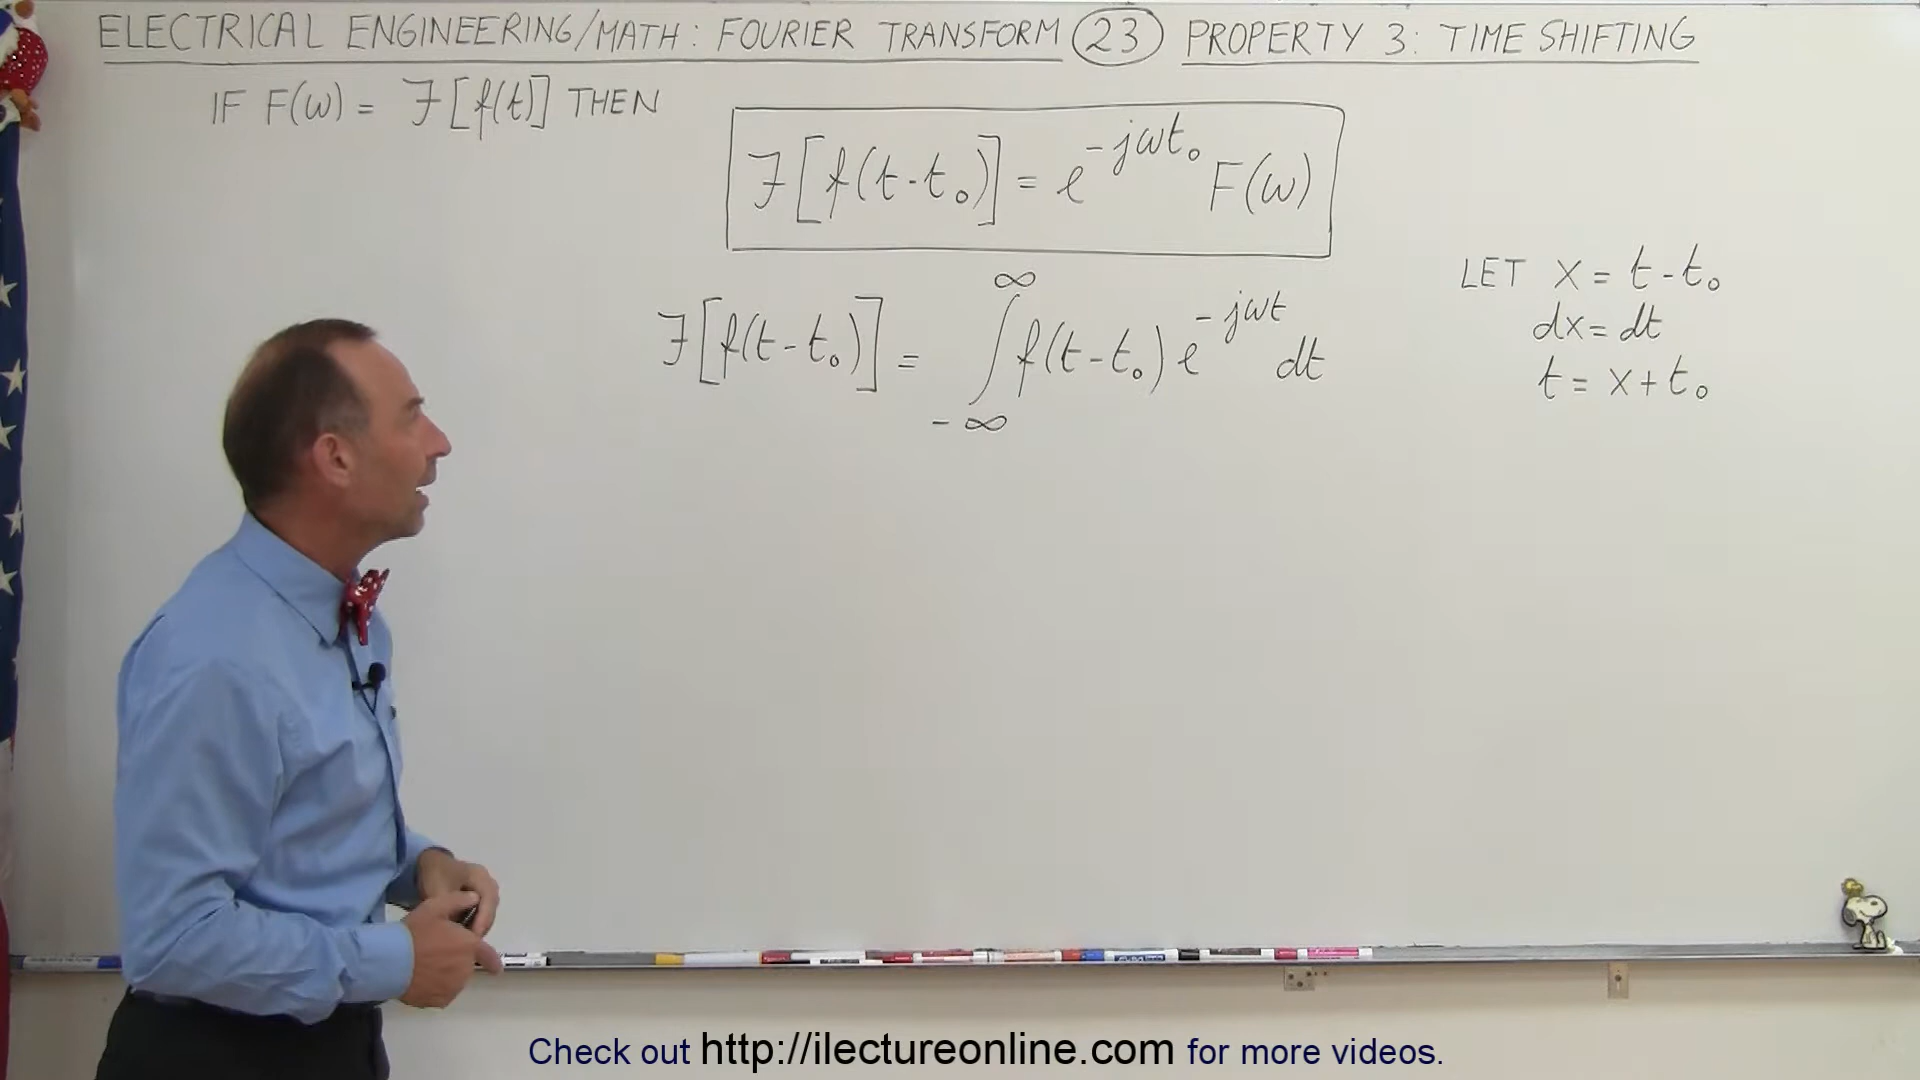 ELECTRICAL ENGINEERING/MATH: FOURIER TRANSFORM 23 PROPERTY 3: TIME SHIFTING
IF F(ω) = ℱ[f(t)] THEN
ℱ[f(t-t₀)] = e^{-jωt₀} F(ω)
ℱ[f(t-t₀)] = ∫_{-∞}^{∞} f(t-t₀) e^{-jωt} dt
LET x = t-t₀
dx = dt
t = x+t₀
Check out http://ilectureonline.com for more videos.